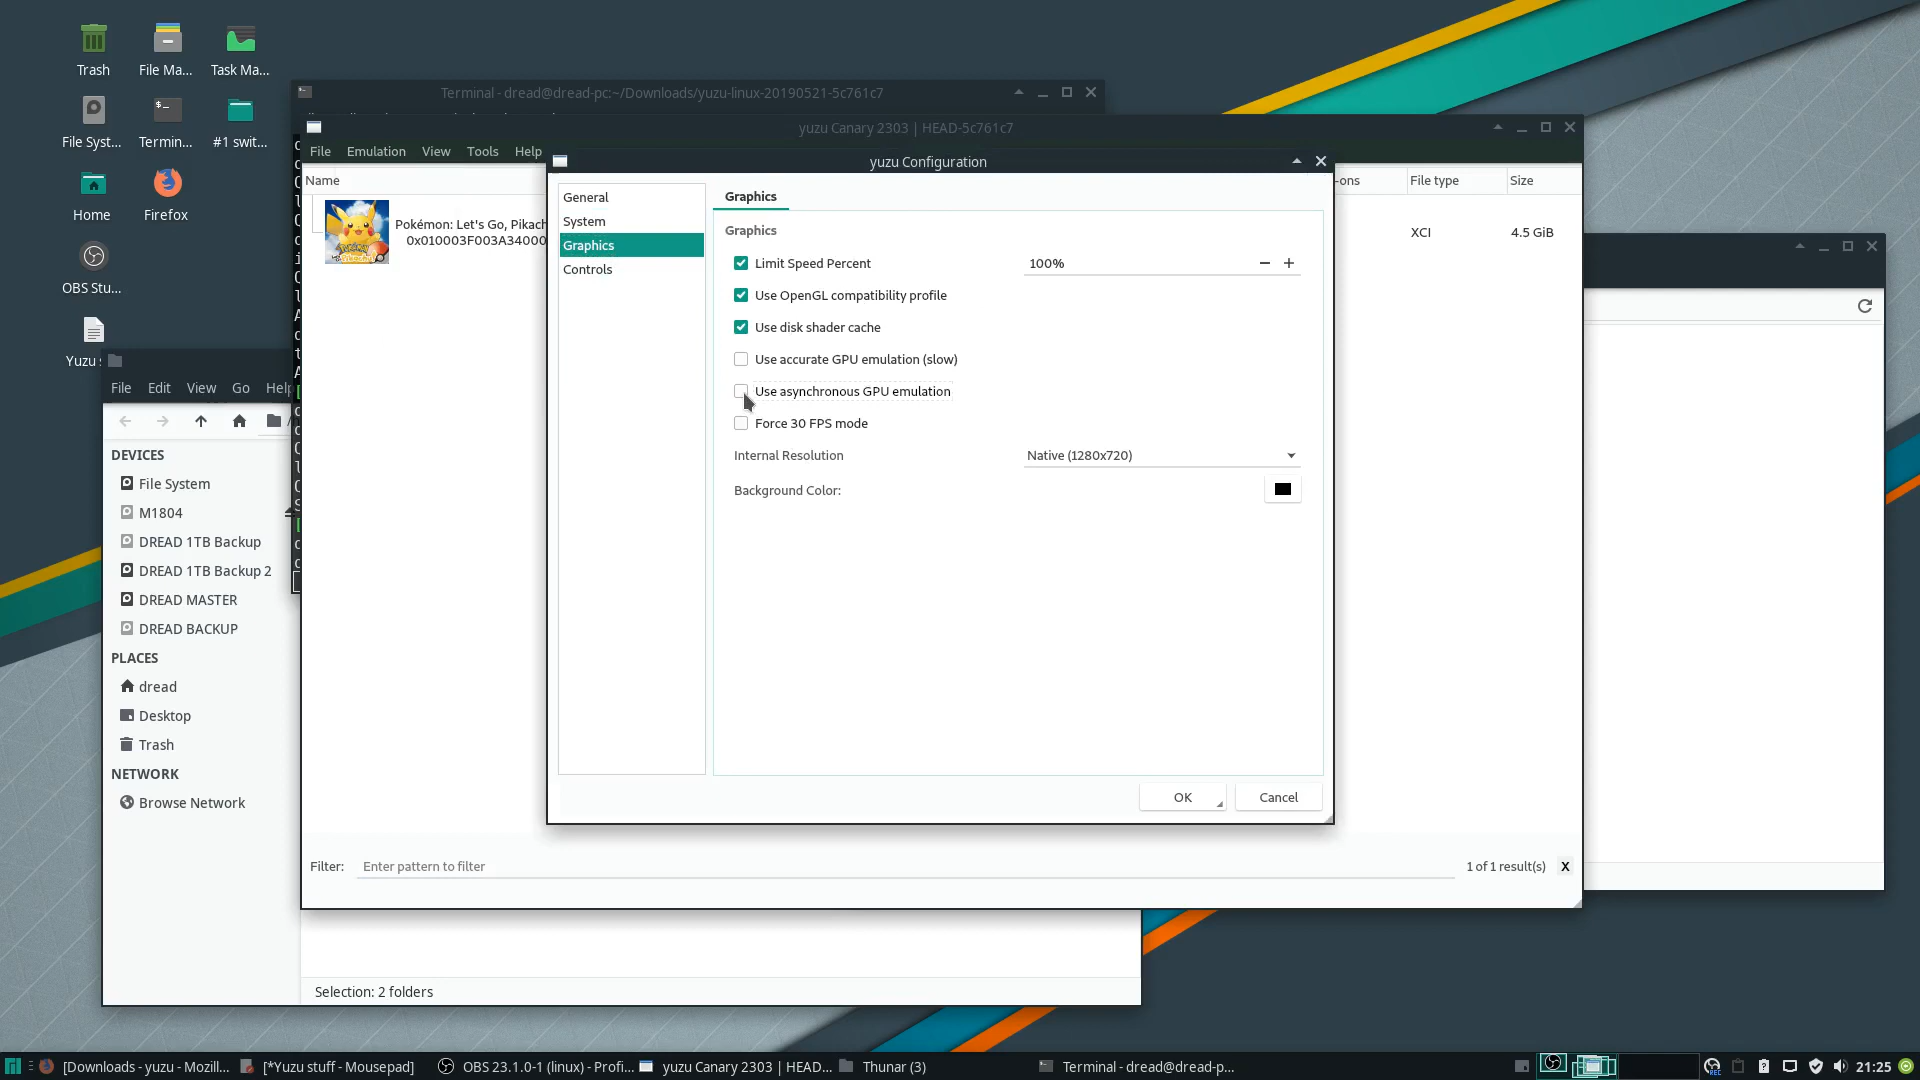 Trash
File Ma...
Task Ma...
File Syst...
Termin...
#1 swit...
Home
Firefox
OBS Stu...
Terminal - dread@dread-pc:~/Downloads/yuzu-linux-20190521-5c761c7
yuzu Canary 2303 | HEAD-5c761c7
File Emulation View Tools Help
Name
-ons
File type
Size
Pokémon: Let's Go, Pikach
0x010003F003A34000
XCI
4.5 GiB
yuzu Configuration
General
System
Graphics
Controls
Graphics
Graphics
Limit Speed Percent
100%
Use OpenGL compatibility profile
Use disk shader cache
Use accurate GPU emulation (slow)
Use asynchronous GPU emulation
Force 30 FPS mode
Internal Resolution
Native (1280x720)
Background Color:
OK
Cancel
Filter:
Enter pattern to filter
1 of 1 result(s)
X
File Edit View Go Help
DEVICES
File System
M1804
DREAD 1TB Backup
DREAD 1TB Backup 2
DREAD MASTER
DREAD BACKUP
PLACES
dread
Desktop
Trash
NETWORK
Browse Network
Selection: 2 folders
[Downloads - yuzu - Mozill...
[*Yuzu stuff - Mousepad]
OBS 23.1.0-1 (linux) - Profi...
yuzu Canary 2303 | HEAD...
Thunar (3)
Terminal - dread@dread-p...
REC
21:25